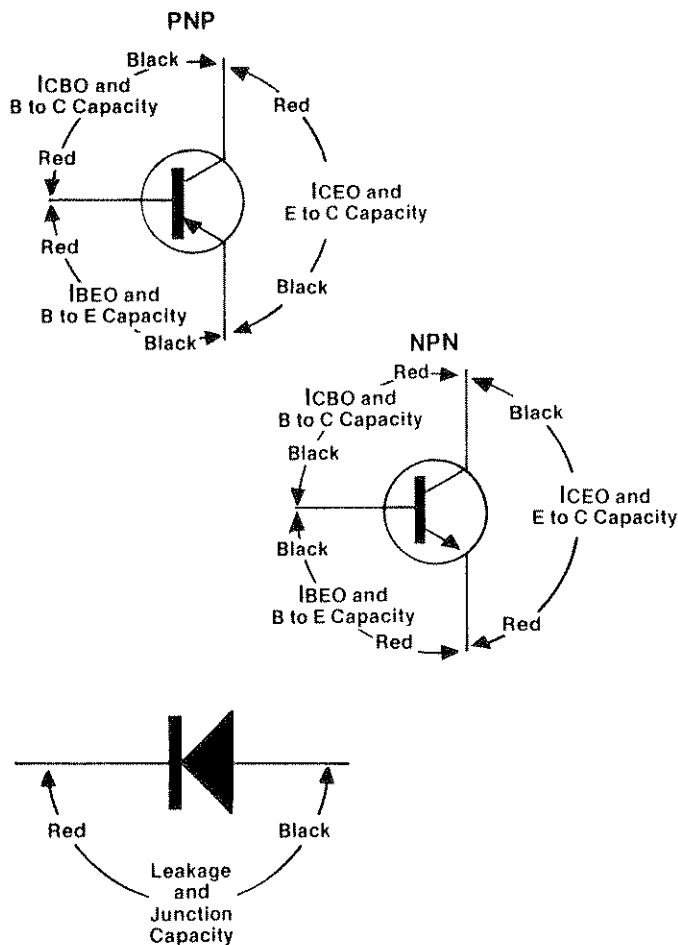 PNP
Black
ICBO and
B to C Capacity
Red
Red
ICEO and
E to C Capacity
Red
IBEO and
B to E Capacity
Black
Black
NPN
Red
ICBO and
B to C Capacity
Black
Black
ICEO and
E to C Capacity
Black
IBEO and
B to E Capacity
Red
Red
Red
Black
Leakage
and
Junction
Capacity